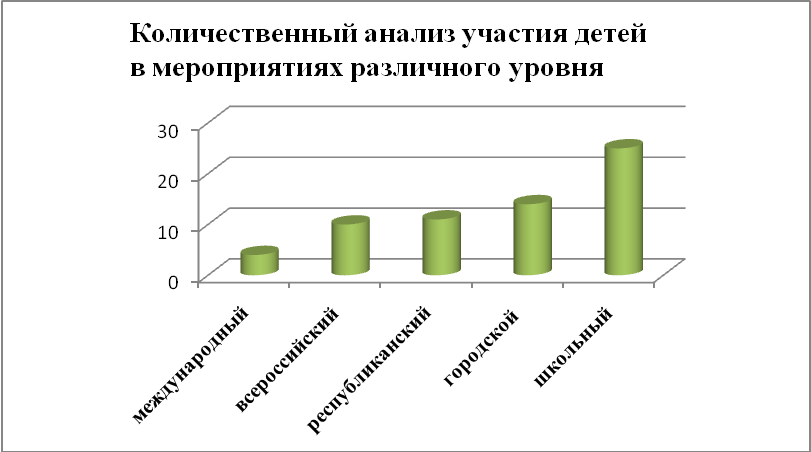 Количественный анализ участия детей
в мероприятиях различного уровня
30
20
10
0
международный
всероссийский
республиканский
городской
школьный